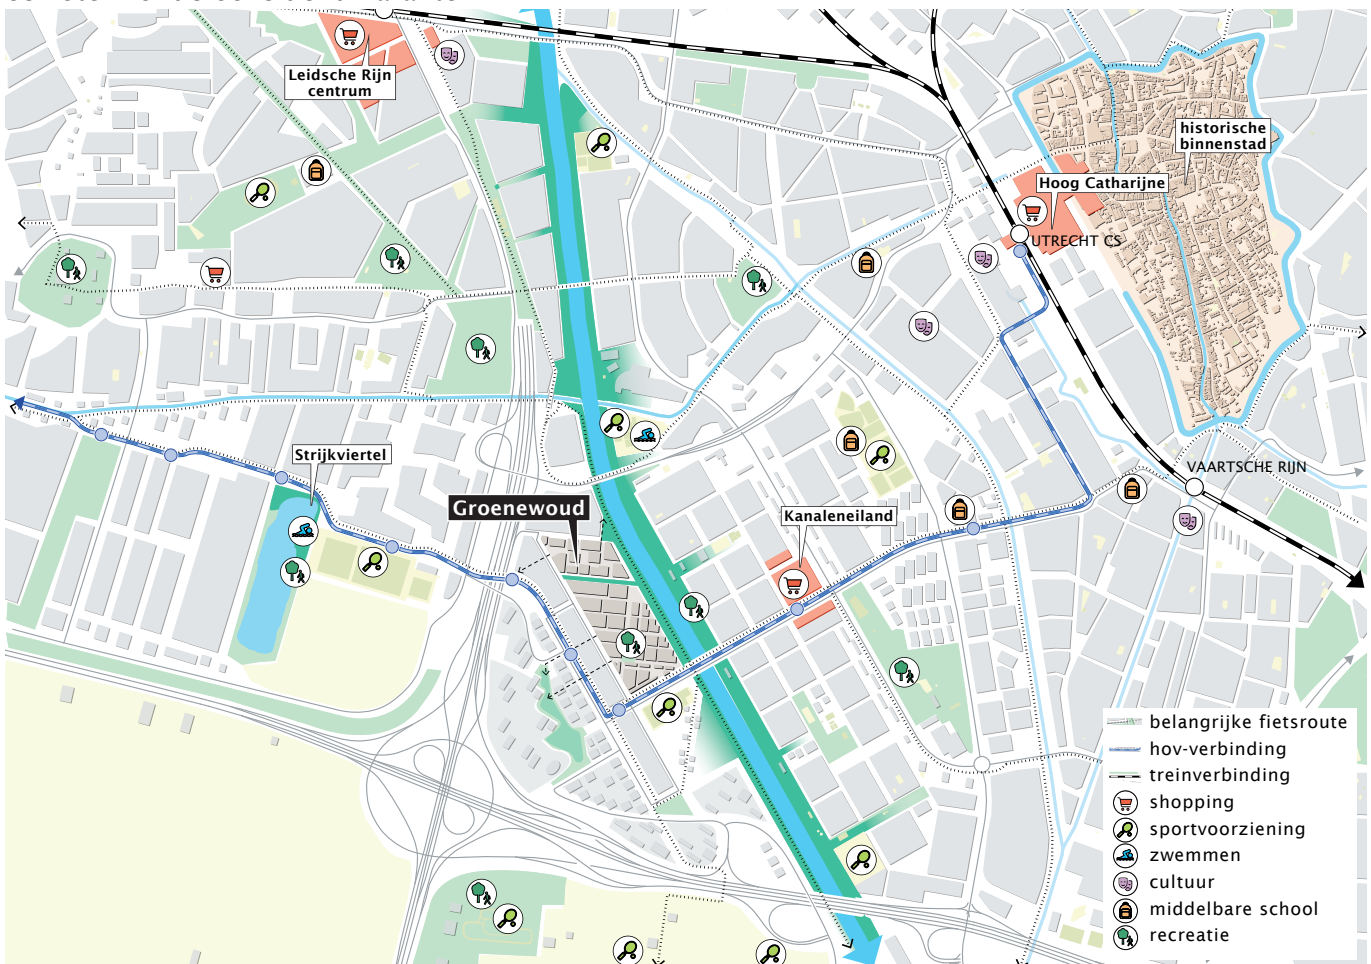 Leidsche Rijn
centrum
historische
binnenstad
Hoog Catharijne
UTRECHT CS
Strijkviertel
VAARTSCHE RIJN
Groenewoud
Kanaleneiland
belangrijke fietsroute
hov-verbinding
treinverbinding
shopping
sportvoorziening
zwemmen
cultuur
middelbare school
recreatie